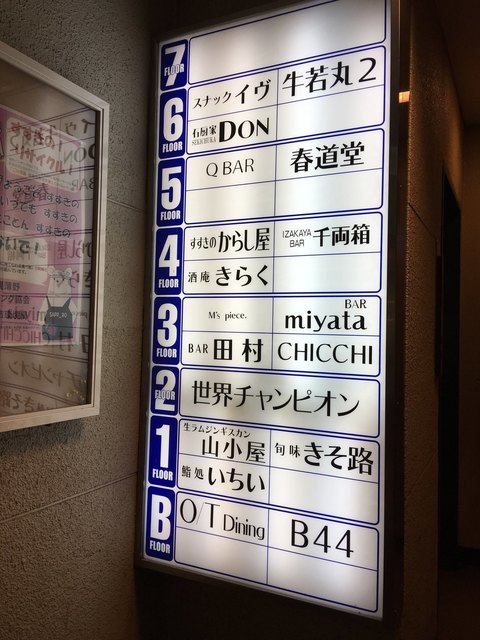 7
FLOOR
6
FLOOR
スナック イヴ
牛若丸2
石厨家
SEKICHUKA
DON
5
FLOOR
Q BAR
春道堂
4
FLOOR
すすきの からし屋
IZAKAYA
BAR
千両箱
酒庵 きらく
3
FLOOR
M's piece.
BAR
miyata
BAR 田村
CHICCHI
2
FLOOR
世界チャンピオン
1
FLOOR
生ラムジンギスカン
山小屋
旬味 きそ路
鮨処 いちい
B
FLOOR
O/T Dining
B44